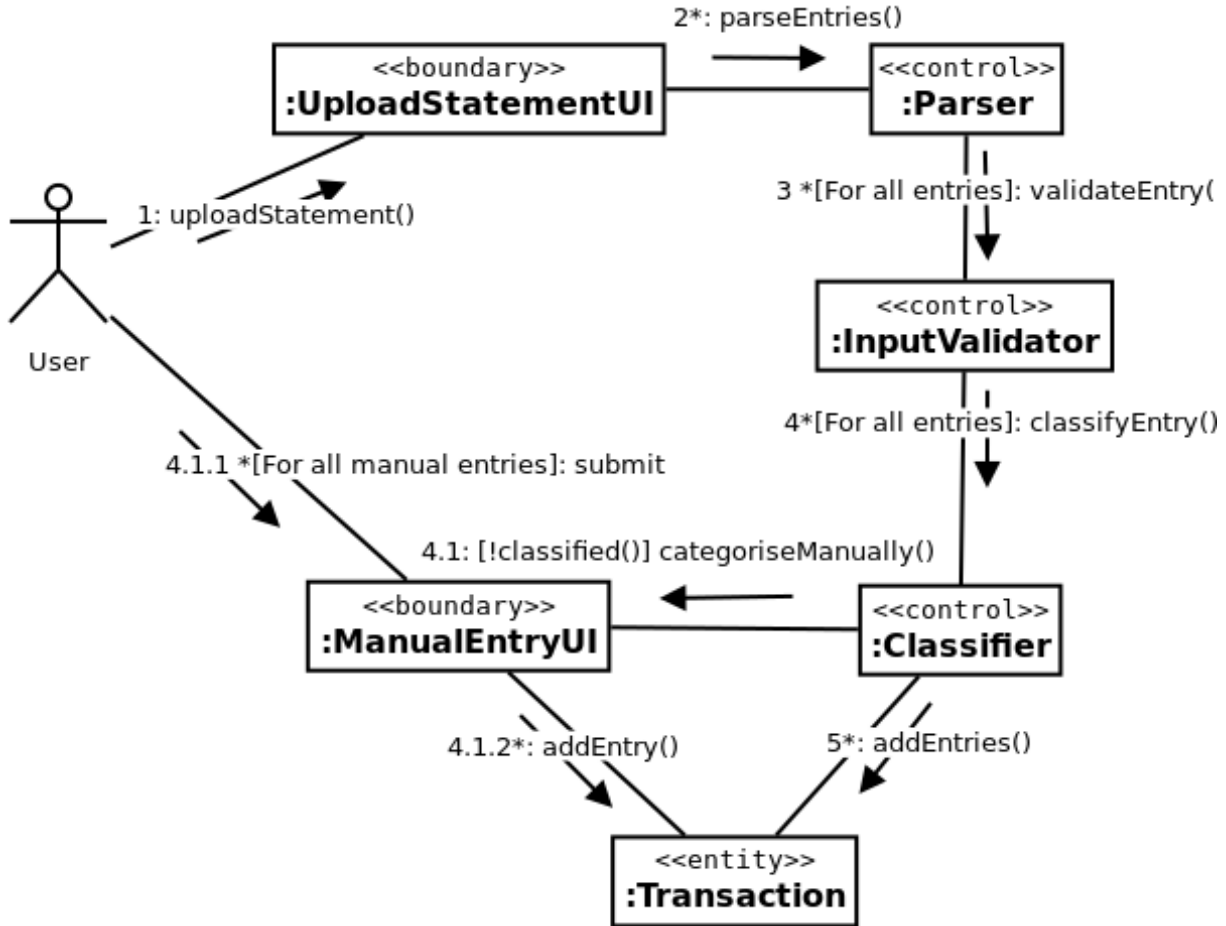 2*: parseEntries()
<<boundary>>
:UploadStatementUI
<<control>>
:Parser
1: uploadStatement()
3 *[For all entries]: validateEntry(
User
<<control>>
:InputValidator
4*[For all entries]: classifyEntry()
4.1.1 *[For all manual entries]: submit
4.1: [!classified()] categoriseManually()
<<boundary>>
:ManualEntryUI
<<control>>
:Classifier
4.1.2*: addEntry()
5*: addEntries()
<<entity>>
:Transaction